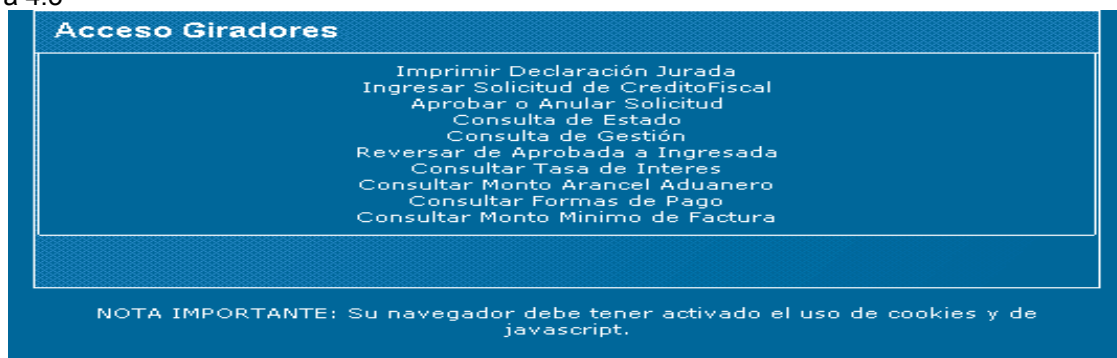 a 4.6
Acceso Giradores
Imprimir Declaración Jurada
Ingresar Solicitud de CreditoFiscal
Aprobar o Anular Solicitud
Consulta de Estado
Consulta de Gestión
Reversar de Aprobada a Ingresada
Consultar Tasa de Interes
Consultar Monto Arancel Aduanero
Consultar Formas de Pago
Consultar Monto Minimo de Factura
NOTA IMPORTANTE: Su navegador debe tener activado el uso de cookies y de
javascript.